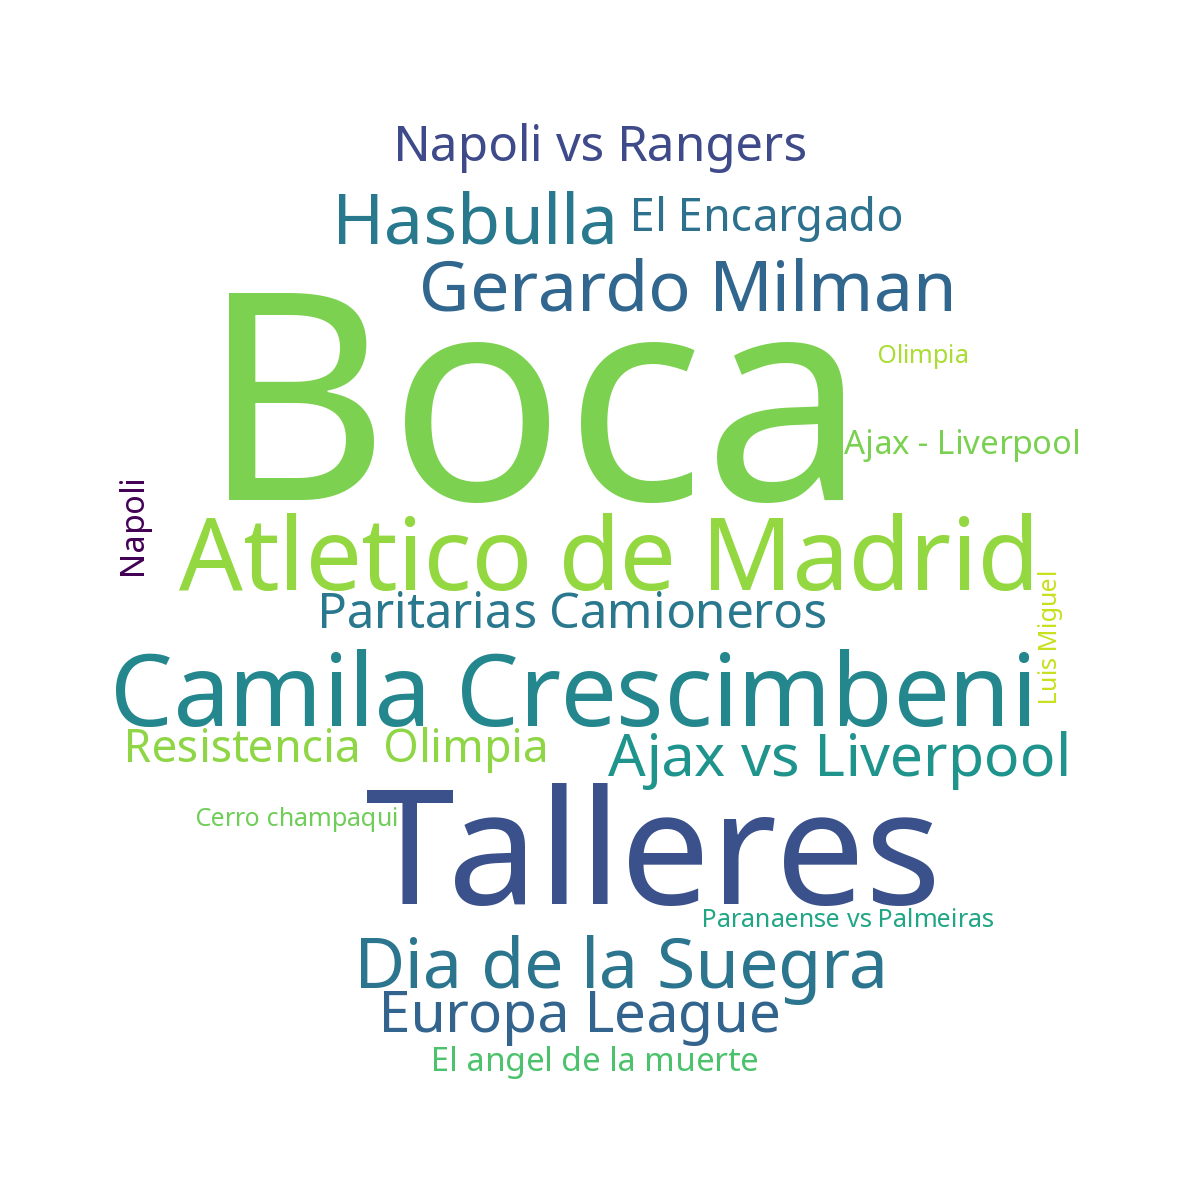 Napoli vs Rangers
Hasbulla
El Encargado
Gerardo Milman
Boca
Olimpia
Ajax - Liverpool
Napoli
Atletico de Madrid
Paritarias Camioneros
Luis Miguel
Camila Crescimbeni
Resistencia Olimpia
Ajax vs Liverpool
Cerro champaqui
Talleres
Paranaense vs Palmeiras
Dia de la Suegra
Europa League
El angel de la muerte